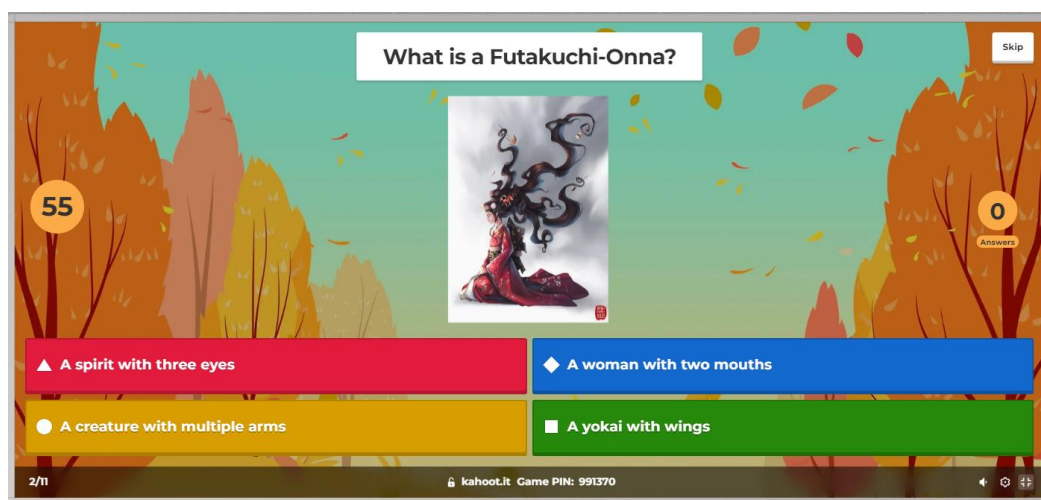 What is a Futakuchi-Onna?
Skip
55
0
Answers
A spirit with three eyes
A woman with two mouths
A creature with multiple arms
A yokai with wings
2/11
kahoot.it Game PIN: 991370